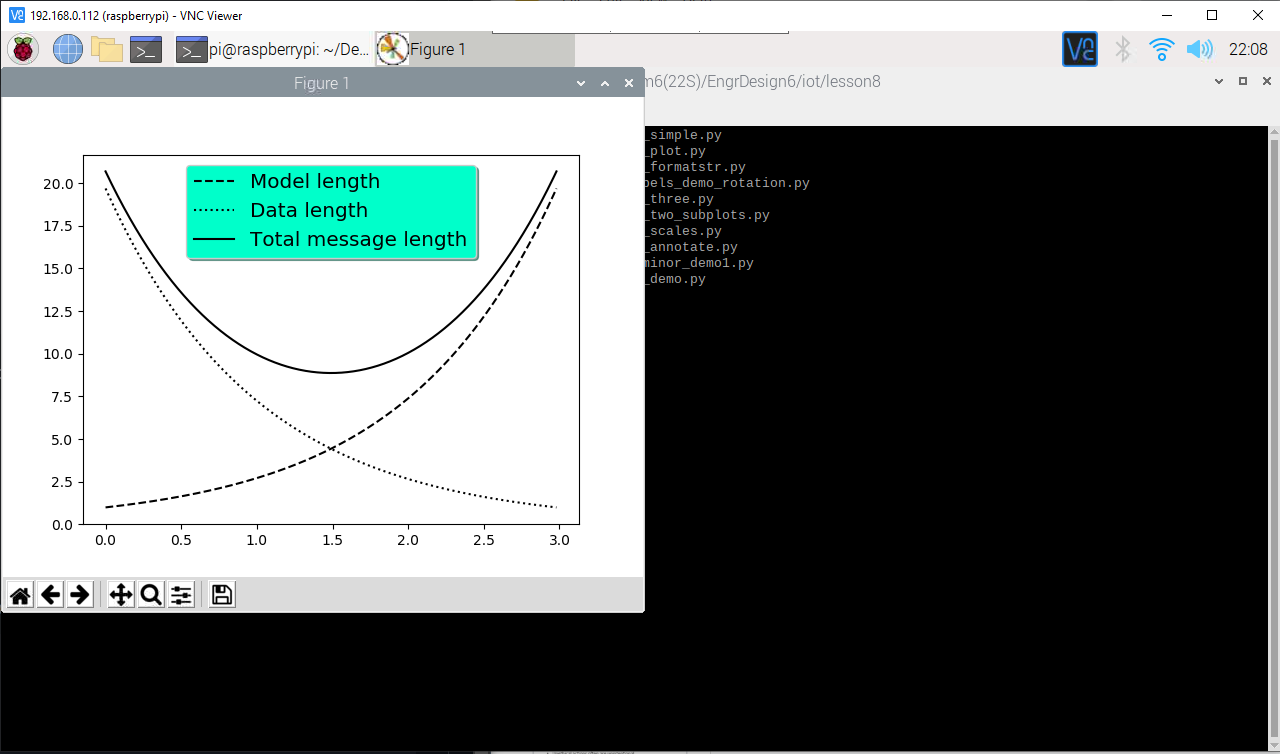 192.168.0.112 (raspberrypi) - VNC Viewer
pi@raspberrypi: ~/De...
Figure 1
22:08
Figure 1
m6(22S)/EngrDesign6/iot/lesson8
_simple.py
_plot.py
_formatstr.py
bels_demo_rotation.py
_three.py
_two_subplots.py
_scales.py
_annotate.py
minor_demo1.py
_demo.py
Model length
Data length
Total message length
20.0
17.5
15.0
12.5
10.0
7.5
5.0
2.5
0.0
0.0 0.5 1.0 1.5 2.0 2.5 3.0